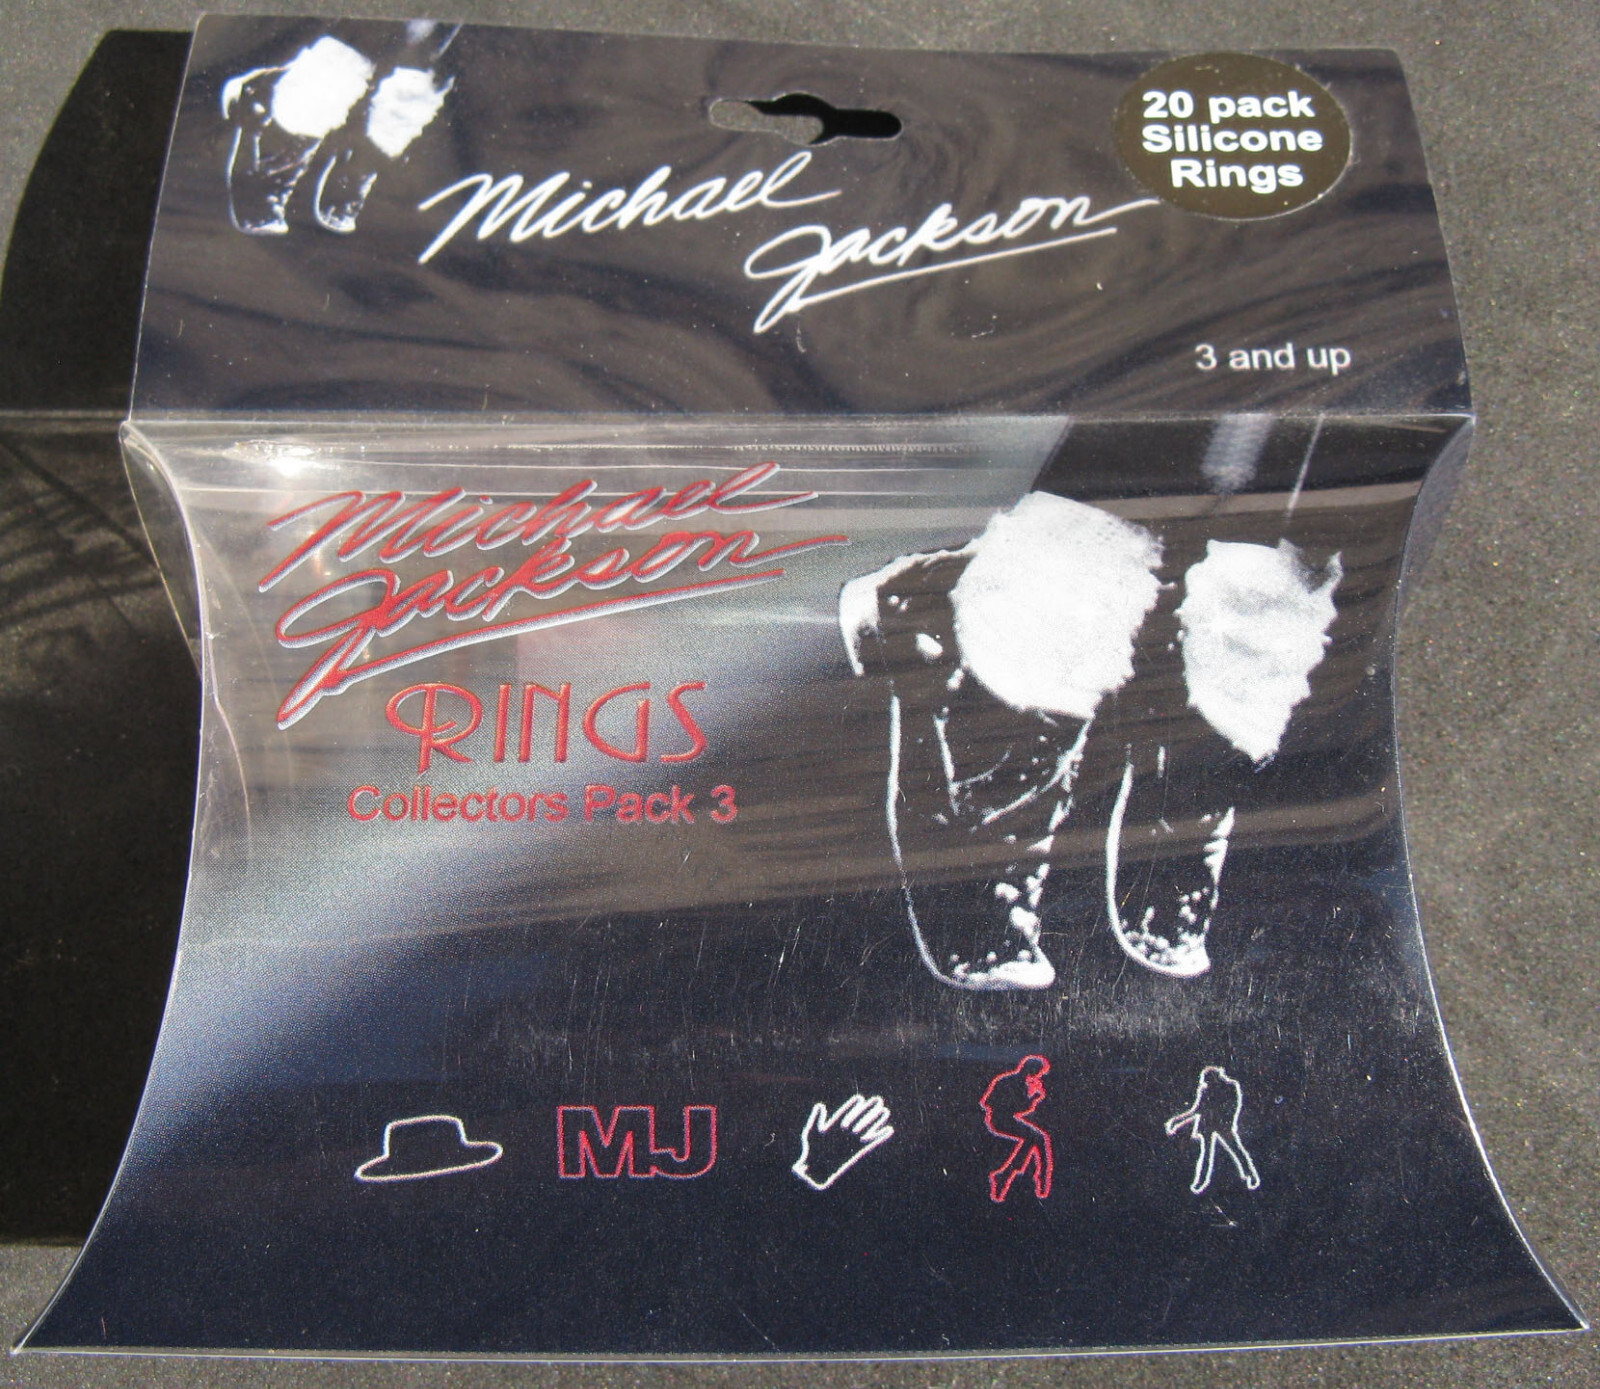 20 pack
Silicone
Rings
Michael
Jackson
3 and up
Michael
Jackson
RINGS
Collectors Pack 3
MJ